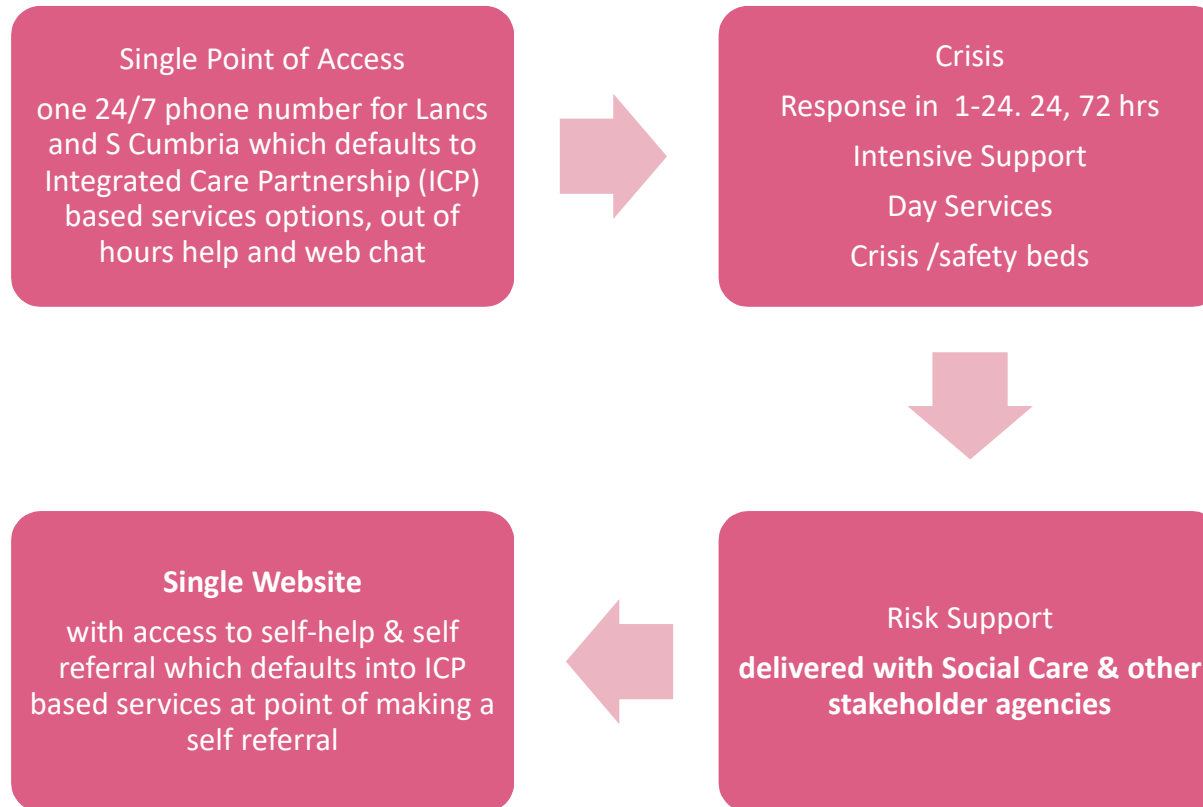 Single Point of Access
one 24/7 phone number for Lancs
and S Cumbria which defaults to
Integrated Care Partnership (ICP)
based services options, out of
hours help and web chat
Crisis
Response in  1-24. 24, 72 hrs
Intensive Support
Day Services
Crisis /safety beds
Risk Support
delivered with Social Care & other
stakeholder agencies
Single Website
with access to self-help & self
referral which defaults into ICP
based services at point of making a
self referral